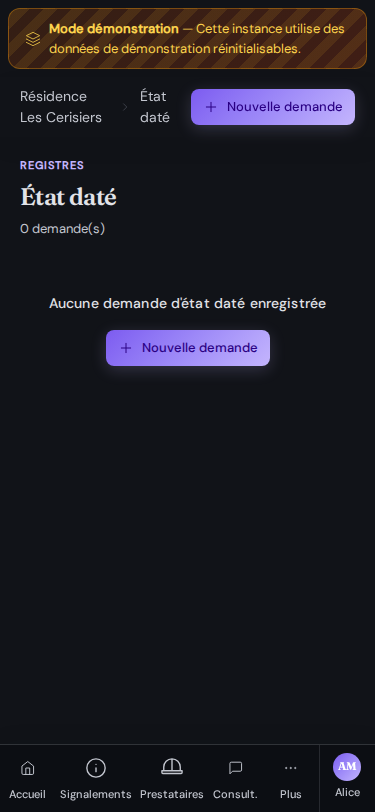 Mode démonstration — Cette instance utilise des
données de démonstration réinitialisables.
Résidence
Les Cerisiers
État
daté
Nouvelle demande
REGISTRES
État daté
0 demande(s)
Aucune demande d'état daté enregistrée
Nouvelle demande
AM
Accueil Signalements Prestataires Consult. Plus Alice